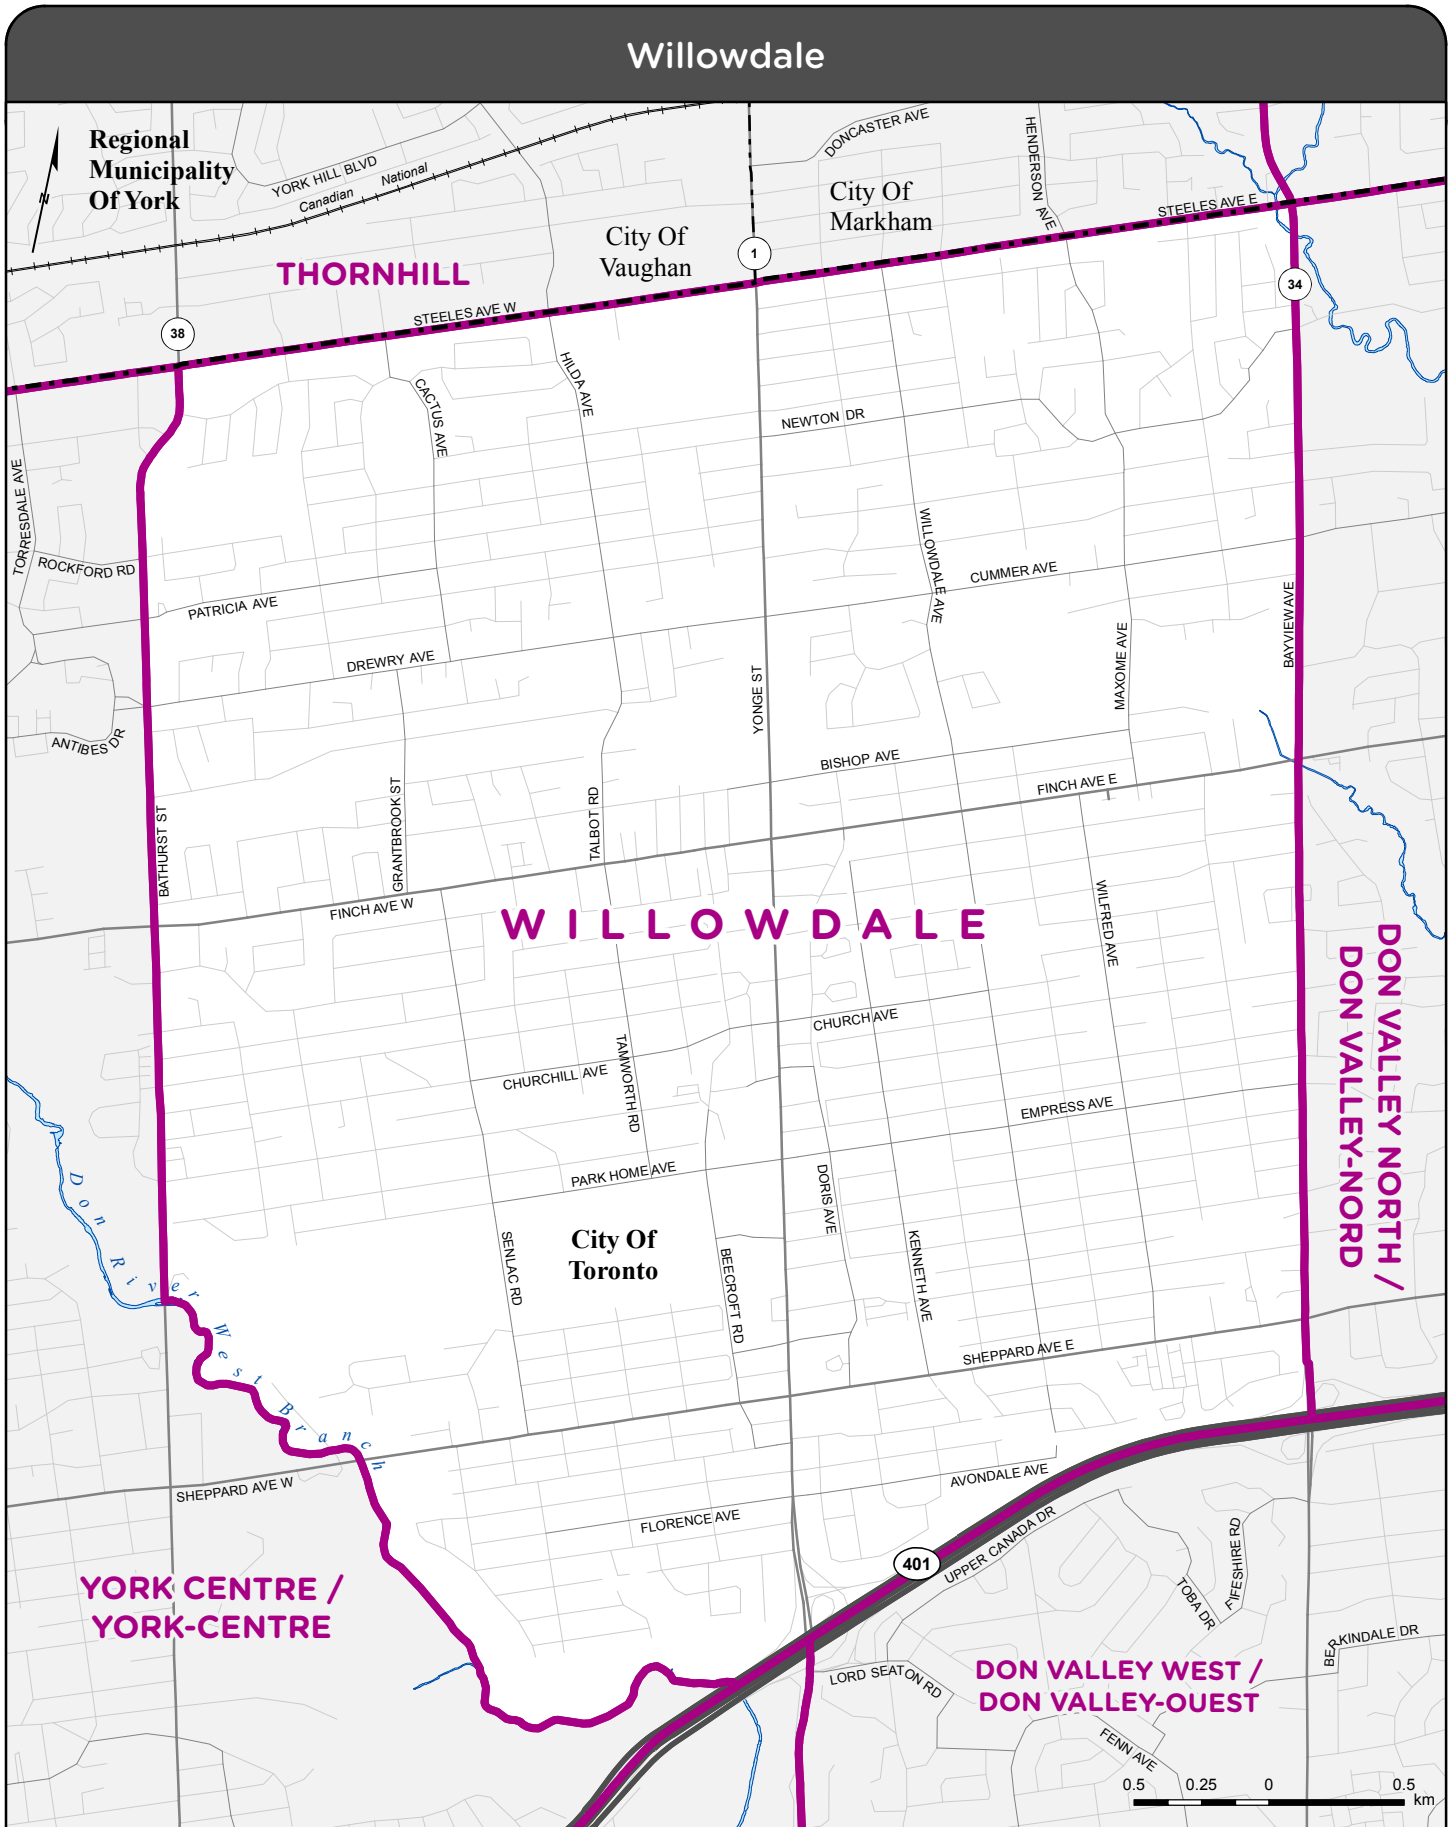 Willowdale
Regional
Municipality
Of York
N
YORK HILL BLVD
Canadian National
DONCASTER AVE
HENDERSON AVE
City Of
Markham
City Of
Vaughan
STEELES AVE E
1
34
38
THORNHILL
STEELES AVE W
HILDA AVE
CACTUS AVE
NEWTON DR
TORRESDALE AVE
ROCKFORD RD
WILLOWDALE AVE
CUMMER AVE
PATRICIA AVE
DREWRY AVE
YONGE ST
MAXOME AVE
BAYVIEW AVE
ANTIBES DR
BISHOP AVE
FINCH AVE E
BATHURST ST
GRANTBROOK ST
TALBOT RD
FINCH AVE W
WILLOWDALE
WILFRED AVE
DON VALLEY NORTH /
DON VALLEY-NORD
CHURCH AVE
CHURCHILL AVE
TAMWORTH RD
EMPRESS AVE
PARK HOME AVE
DORIS AVE
KENNETH AVE
SENLAC RD
City Of
Toronto
BEECROFT RD
Don River West Branch
SHEPPARD AVE E
SHEPPARD AVE W
AVONDALE AVE
FLORENCE AVE
401
UPPER CANADA DR
TOBA DR
FIFESHIRE RD
YORK CENTRE /
YORK-CENTRE
BERKINDALE DR
LORD SEATON RD
DON VALLEY WEST /
DON VALLEY-OUEST
FENN AVE
0.5 0.25 0 0.5
km